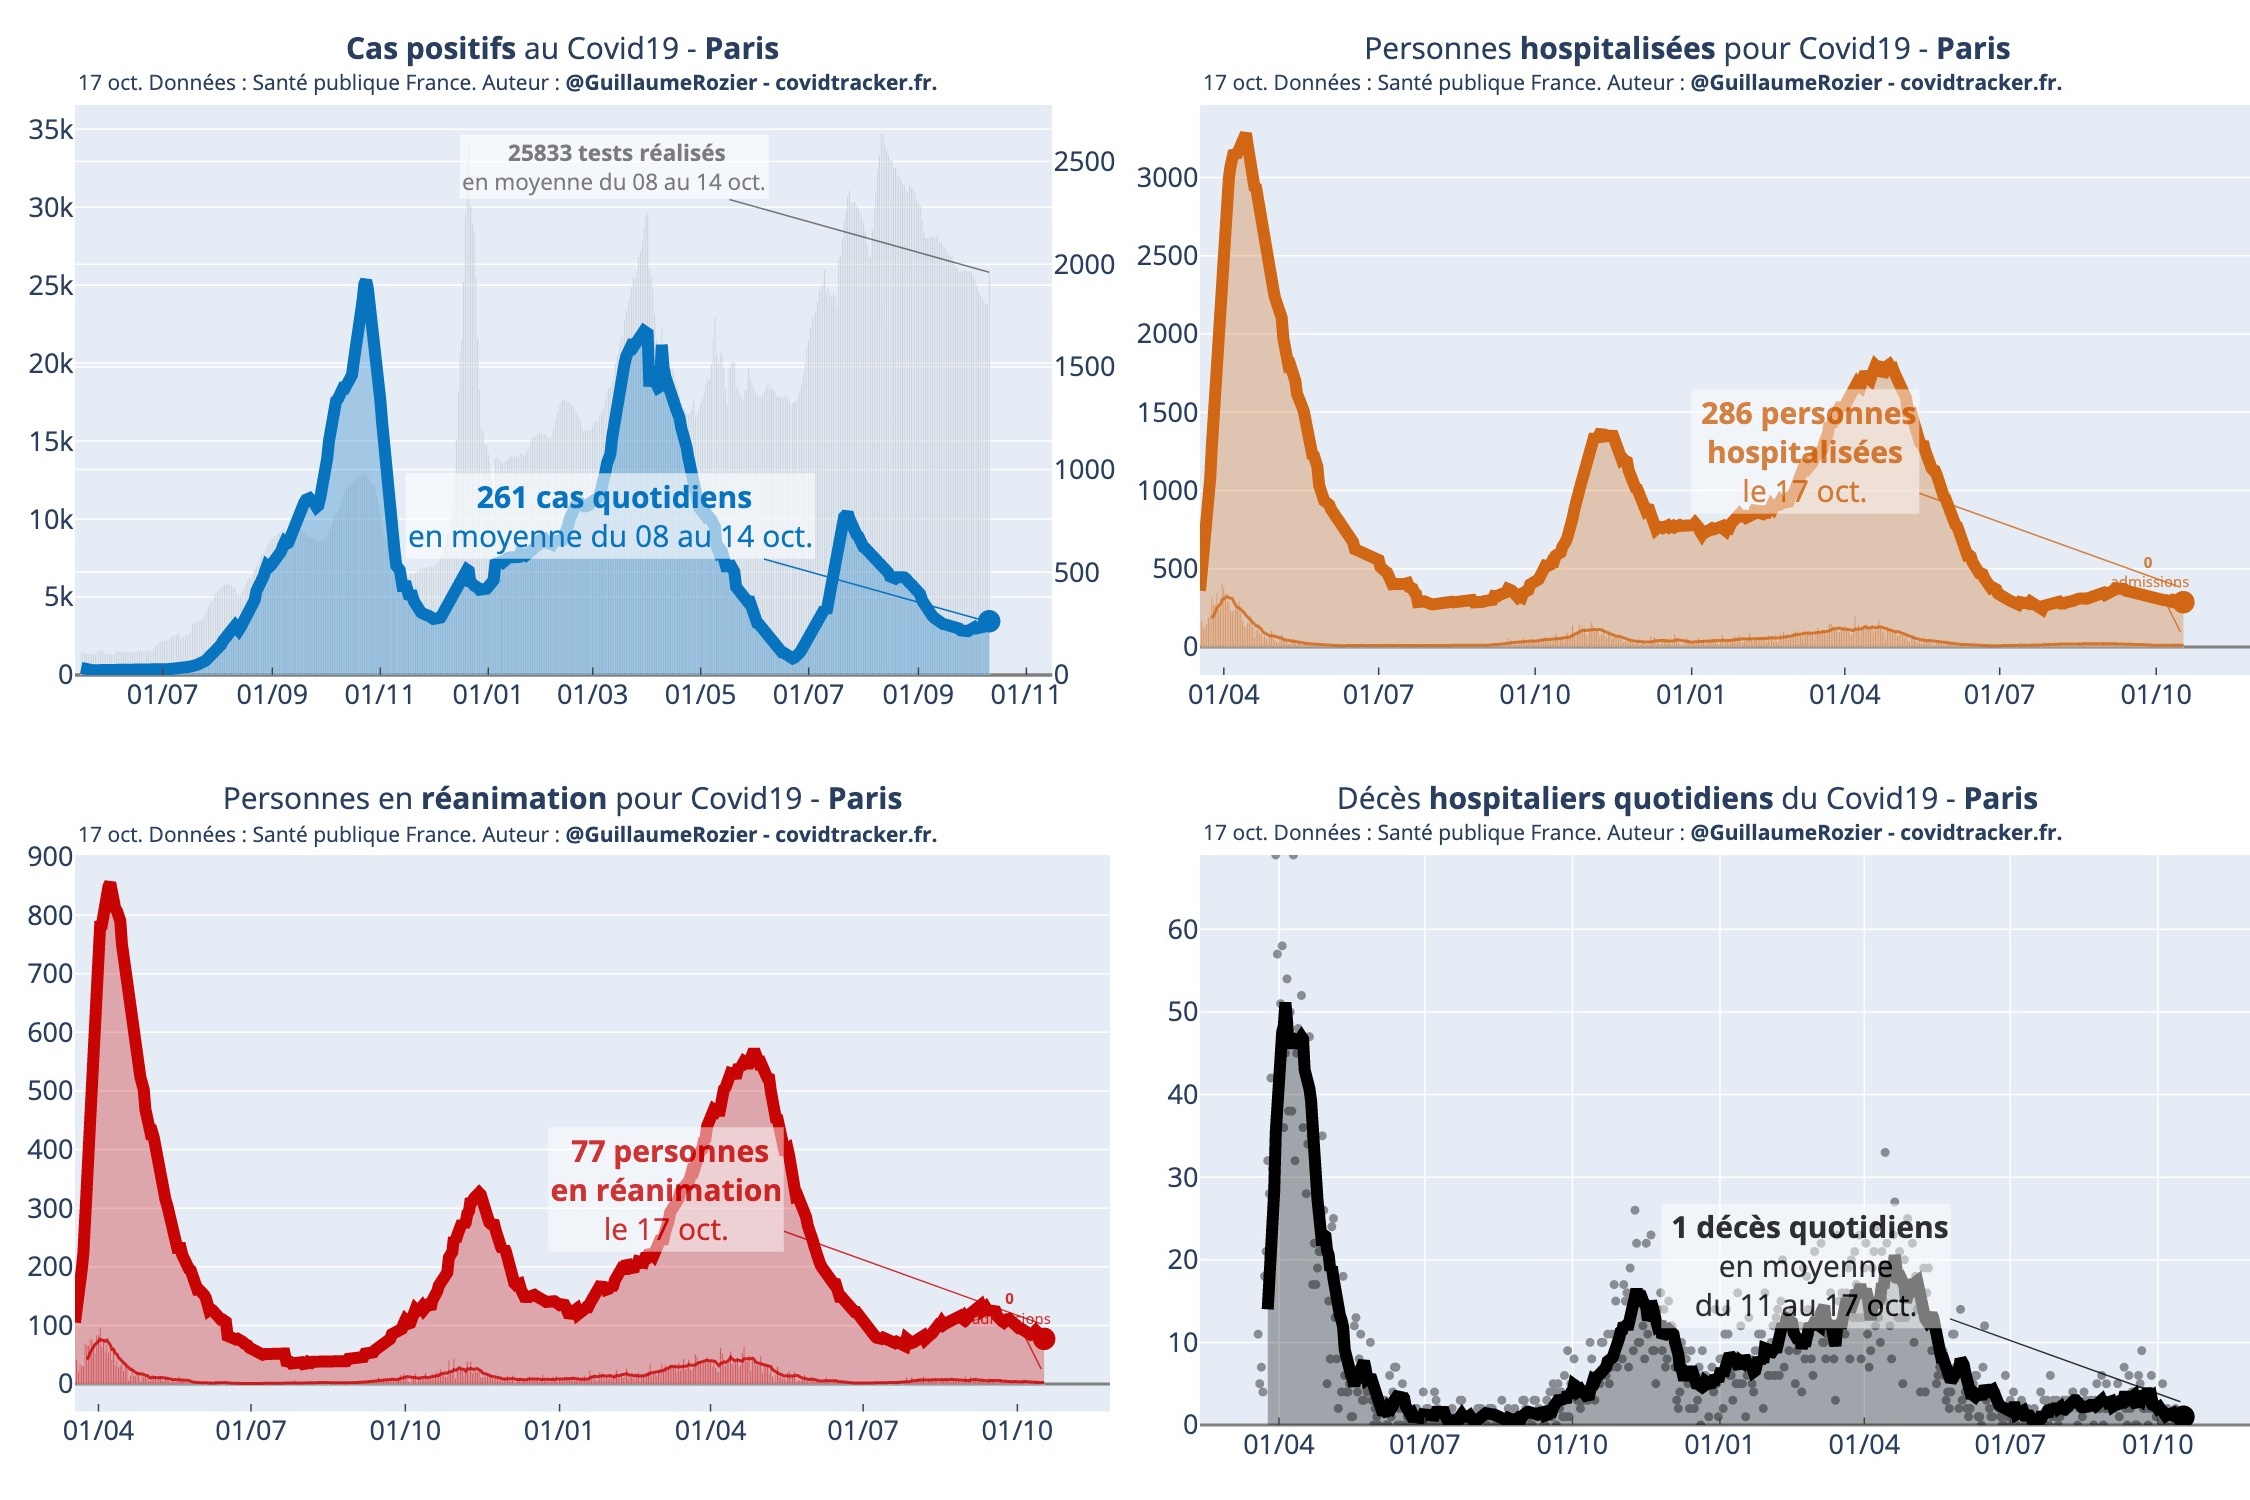 Cas positifs au Covid19 - Paris
17 oct. Données : Santé publique France. Auteur : @GuillaumeRozier - covidtracker.fr.
35k
30k
25k
20k
15k
10k
5k
0
2500
2000
1500
1000
500
0
25833 tests réalisés
en moyenne du 08 au 14 oct.
261 cas quotidiens
en moyenne du 08 au 14 oct.
01/07 01/09 01/11 01/01 01/03 01/05 01/07 01/09 01/11
Personnes hospitalisées pour Covid19 - Paris
17 oct. Données : Santé publique France. Auteur : @GuillaumeRozier - covidtracker.fr.
3000
2500
2000
1500
1000
500
0
286 personnes
hospitalisées
le 17 oct.
0
admissions
01/04 01/07 01/10 01/01 01/04 01/07 01/10
Personnes en réanimation pour Covid19 - Paris
17 oct. Données : Santé publique France. Auteur : @GuillaumeRozier - covidtracker.fr.
900
800
700
600
500
400
300
200
100
0
77 personnes
en réanimation
le 17 oct.
0
admissions
01/04 01/07 01/10 01/01 01/04 01/07 01/10
Décès hospitaliers quotidiens du Covid19 - Paris
17 oct. Données : Santé publique France. Auteur : @GuillaumeRozier - covidtracker.fr.
60
50
40
30
20
10
0
1 décès quotidiens
en moyenne
du 11 au 17 oct.
01/04 01/07 01/10 01/01 01/04 01/07 01/10